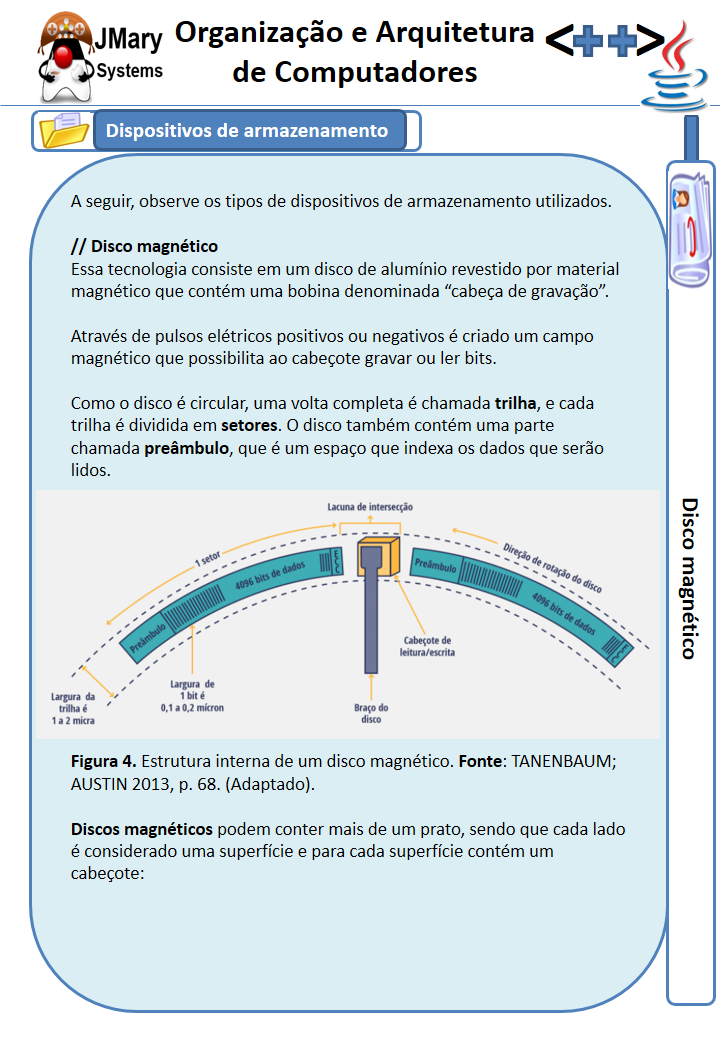 JMary
Systems
Organização e Arquitetura
de Computadores
<++>
Dispositivos de armazenamento
A seguir, observe os tipos de dispositivos de armazenamento utilizados.
// Disco magnético
Essa tecnologia consiste em um disco de alumínio revestido por material
magnético que contém uma bobina denominada “cabeça de gravação”.
Através de pulsos elétricos positivos ou negativos é criado um campo
magnético que possibilita ao cabeçote gravar ou ler bits.
Como o disco é circular, uma volta completa é chamada trilha, e cada
trilha é dividida em setores. O disco também contém uma parte
chamada preâmbulo, que é um espaço que indexa os dados que serão
lidos.
Lacuna de intersecção
1 setor
Direção de rotação do disco
Preâmbulo
4096 bits de dados
ECC
Preâmbulo
4096 bits de dados
ECC
Cabeçote de
leitura/escrita
Largura da
trilha é
1 a 2 micra
Largura de
1 bit é
0,1 a 0,2 mícron
Braço do
disco
Figura 4. Estrutura interna de um disco magnético. Fonte: TANENBAUM;
AUSTIN 2013, p. 68. (Adaptado).
Discos magnéticos podem conter mais de um prato, sendo que cada lado
é considerado uma superfície e para cada superfície contém um
cabeçote:
Disco magnético